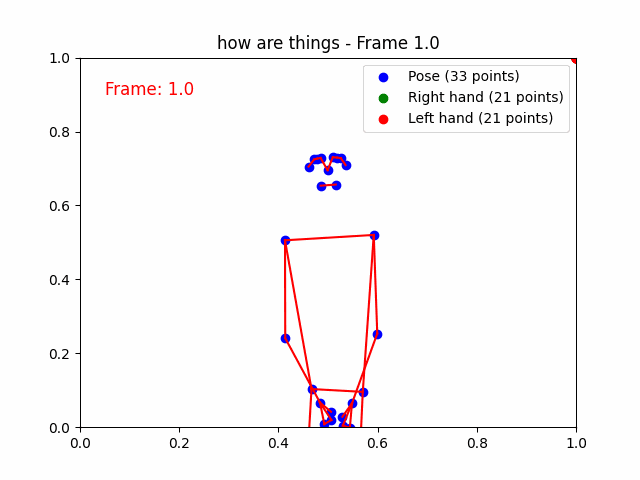 how are things - Frame 1.0
Frame: 1.0
Pose (33 points)
Right hand (21 points)
Left hand (21 points)
1.0
0.8
0.6
0.4
0.2
0.0
0.0 0.2 0.4 0.6 0.8 1.0